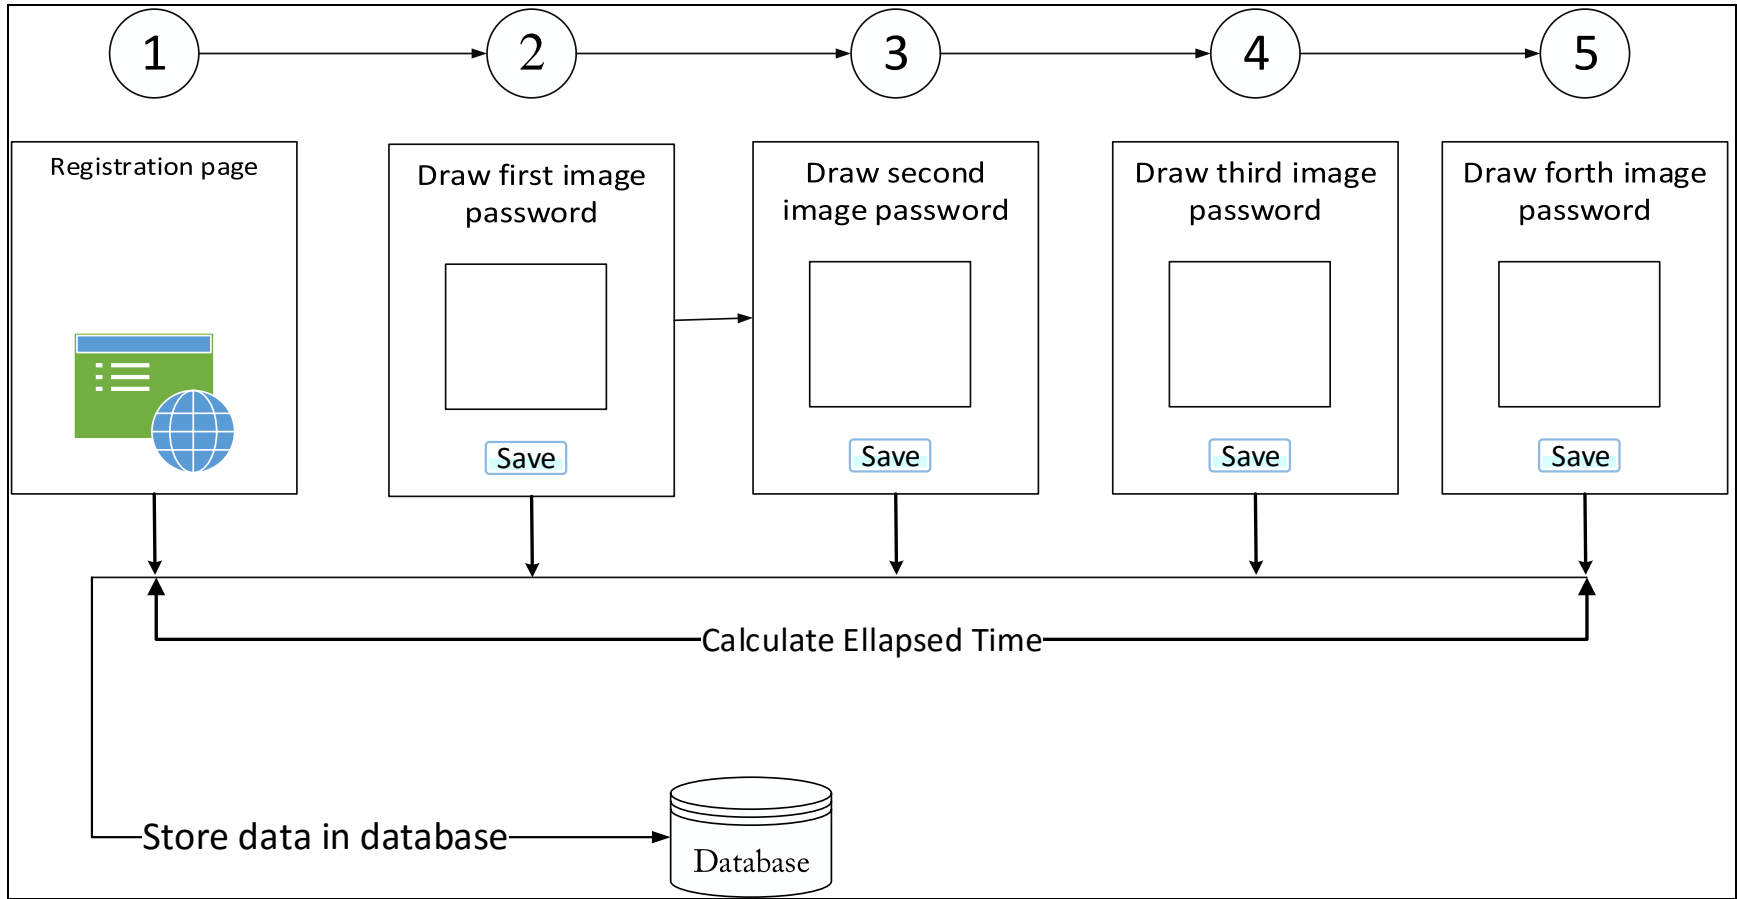 1
2
3
4
5
Registration page
Draw first image
password
Save
Draw second
image password
Save
Draw third image
password
Save
Draw forth image
password
Save
Calculate Ellapsed Time
Store data in database
Database